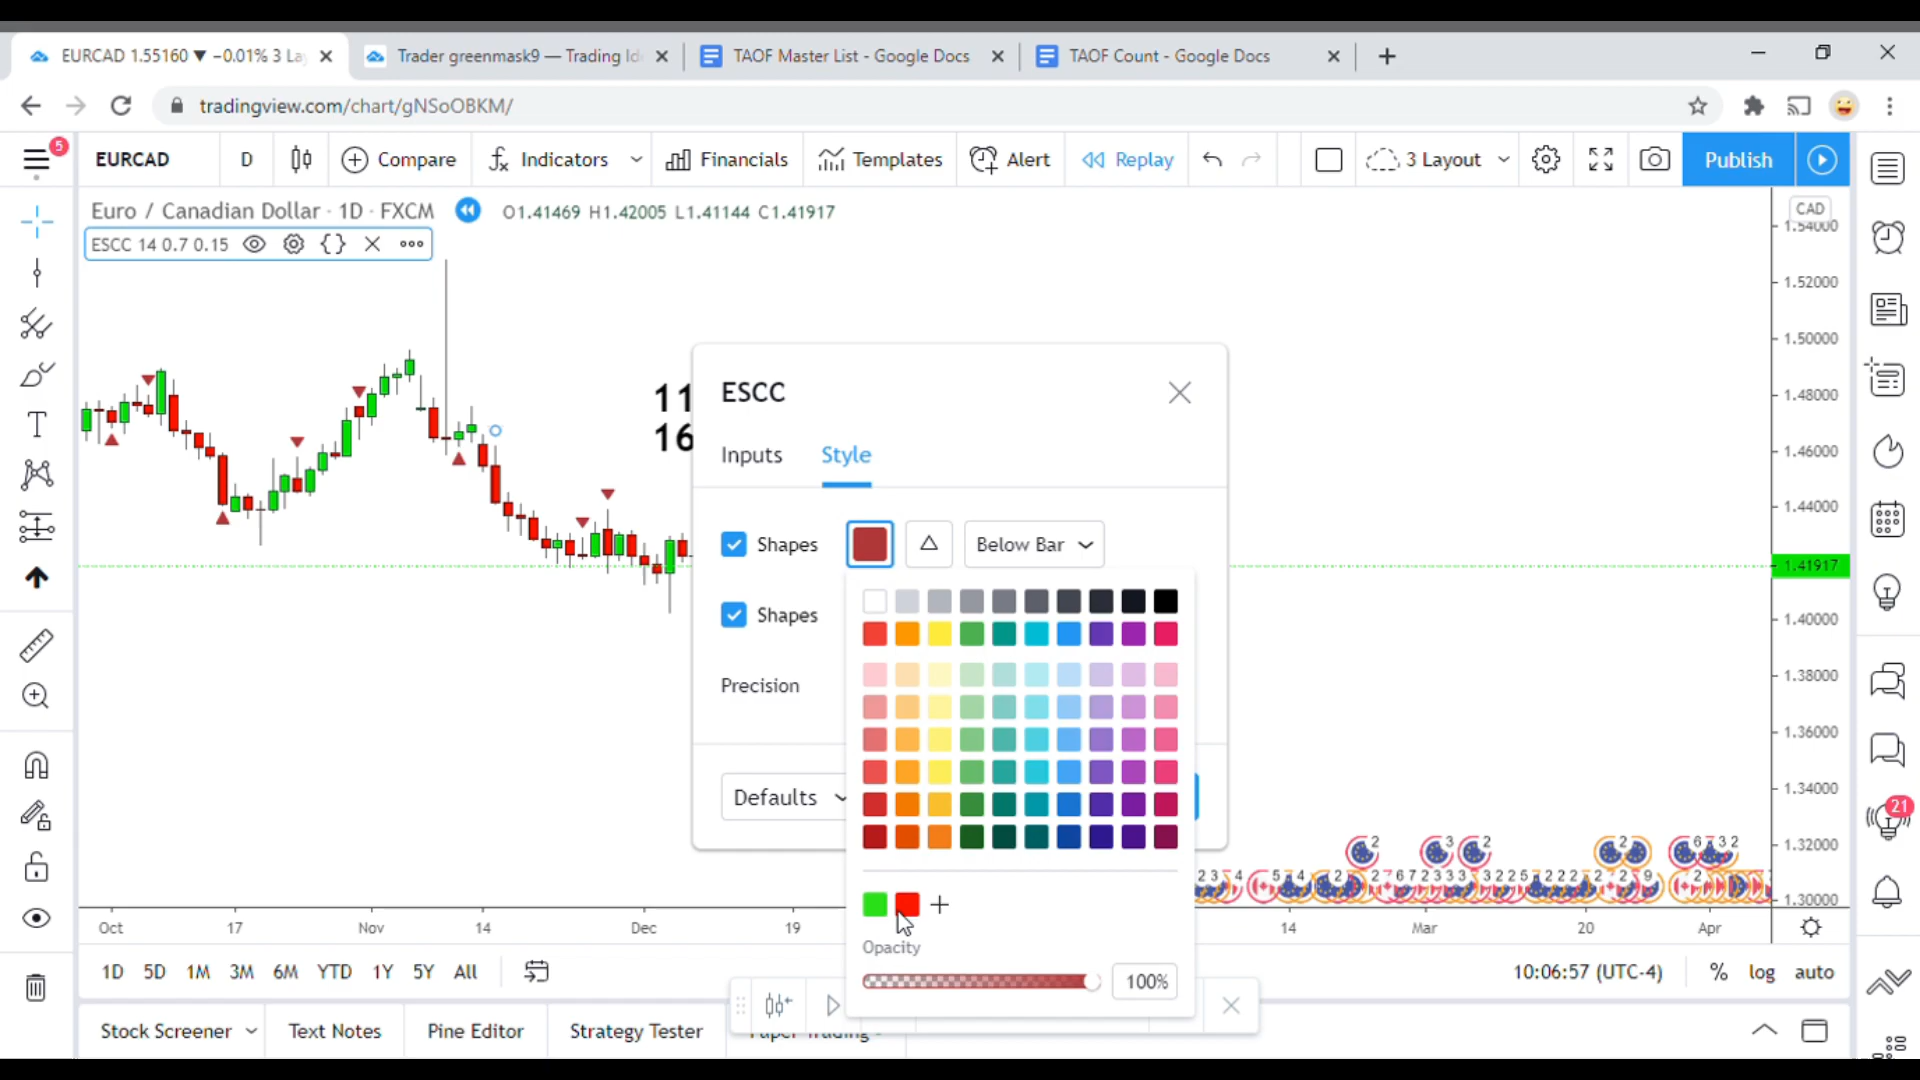 EURCAD 1.55160 ▼ −0.01% 3 La
Trader greenmask9 — Trading Id
TAOF Master List - Google Docs
TAOF Count - Google Docs
tradingview.com/chart/gNSoOBKM/
5
EURCAD
D
Compare
Indicators
Financials
Templates
Alert
Replay
3 Layout
Publish
Euro / Canadian Dollar · 1D · FXCM
O1.41469 H1.42005 L1.41144 C1.41917
ESCC 14 0.7 0.15
CAD
1.54000
1.52000
1.50000
1.48000
1.46000
1.44000
1.41917
1.40000
1.38000
1.36000
1.34000
1.32000
1.30000
11
16
ESCC
Inputs
Style
Shapes
Below Bar
Shapes
Precision
Defaults
Opacity
100%
21
Oct
17
Nov
14
Dec
19
14
Mar
20
Apr
1D
5D
1M
3M
6M
YTD
1Y
5Y
All
10:06:57 (UTC-4)
%
log
auto
Stock Screener
Text Notes
Pine Editor
Strategy Tester
Paper Trading